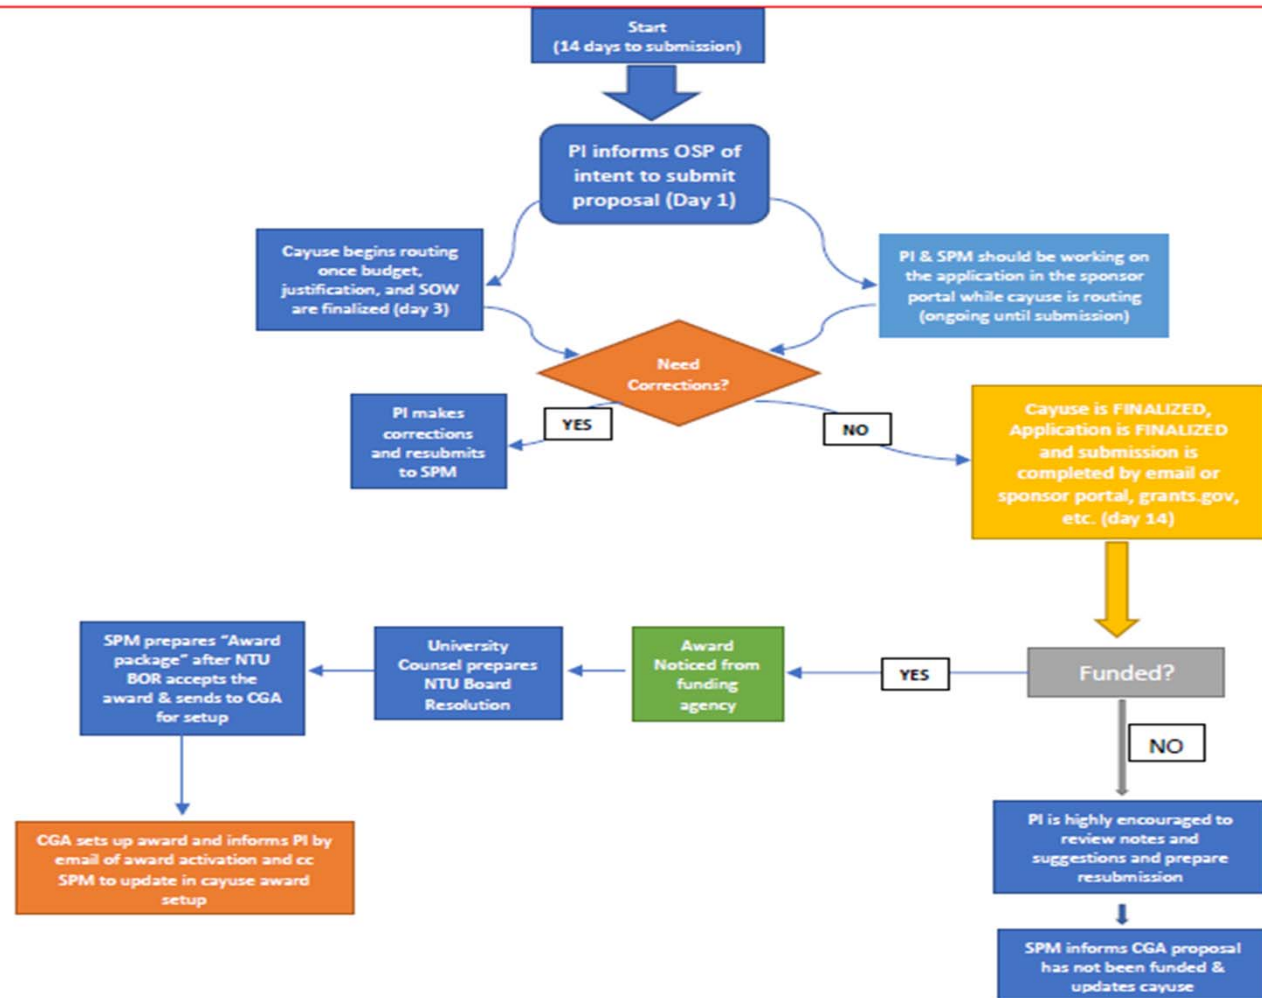 Start
(14 days to submission)
PI informs OSP of
intent to submit
proposal (Day 1)
Cayuse begins routing
once budget,
justification, and SOW
are finalized (day 3)
PI & SPM should be working on
the application in the sponsor
portal while cayuse is routing
(ongoing until submission)
Need
Corrections?
PI makes
corrections
and resubmits
to SPM
YES
NO
Cayuse is FINALIZED,
Application is FINALIZED
and submission is
completed by email or
sponsor portal, grants.gov,
etc. (day 14)
Funded?
YES
Award
Noticed from
funding
agency
University
Counsel prepares
NTU Board
Resolution
SPM prepares "Award
package" after NTU
BOR accepts the
award & sends to CGA
for setup
CGA sets up award and informs PI by
email of award activation and cc
SPM to update in cayuse award
setup
NO
PI is highly encouraged to
review notes and
suggestions and prepare
resubmission
SPM informs CGA proposal
has not been funded &
updates cayuse